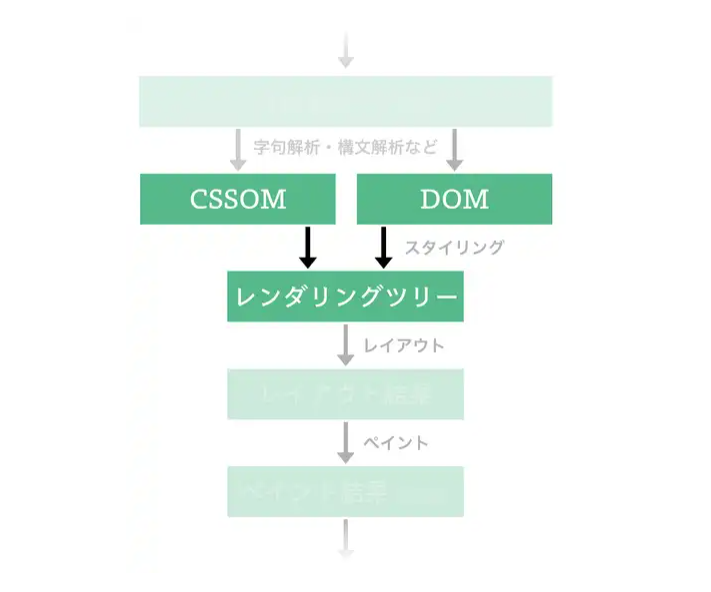 字句解析・構文解析など
CSSOM
DOM
スタイリング
レンダリングツリー
レイアウト
レイアウト結果
ペイント
ペイント結果